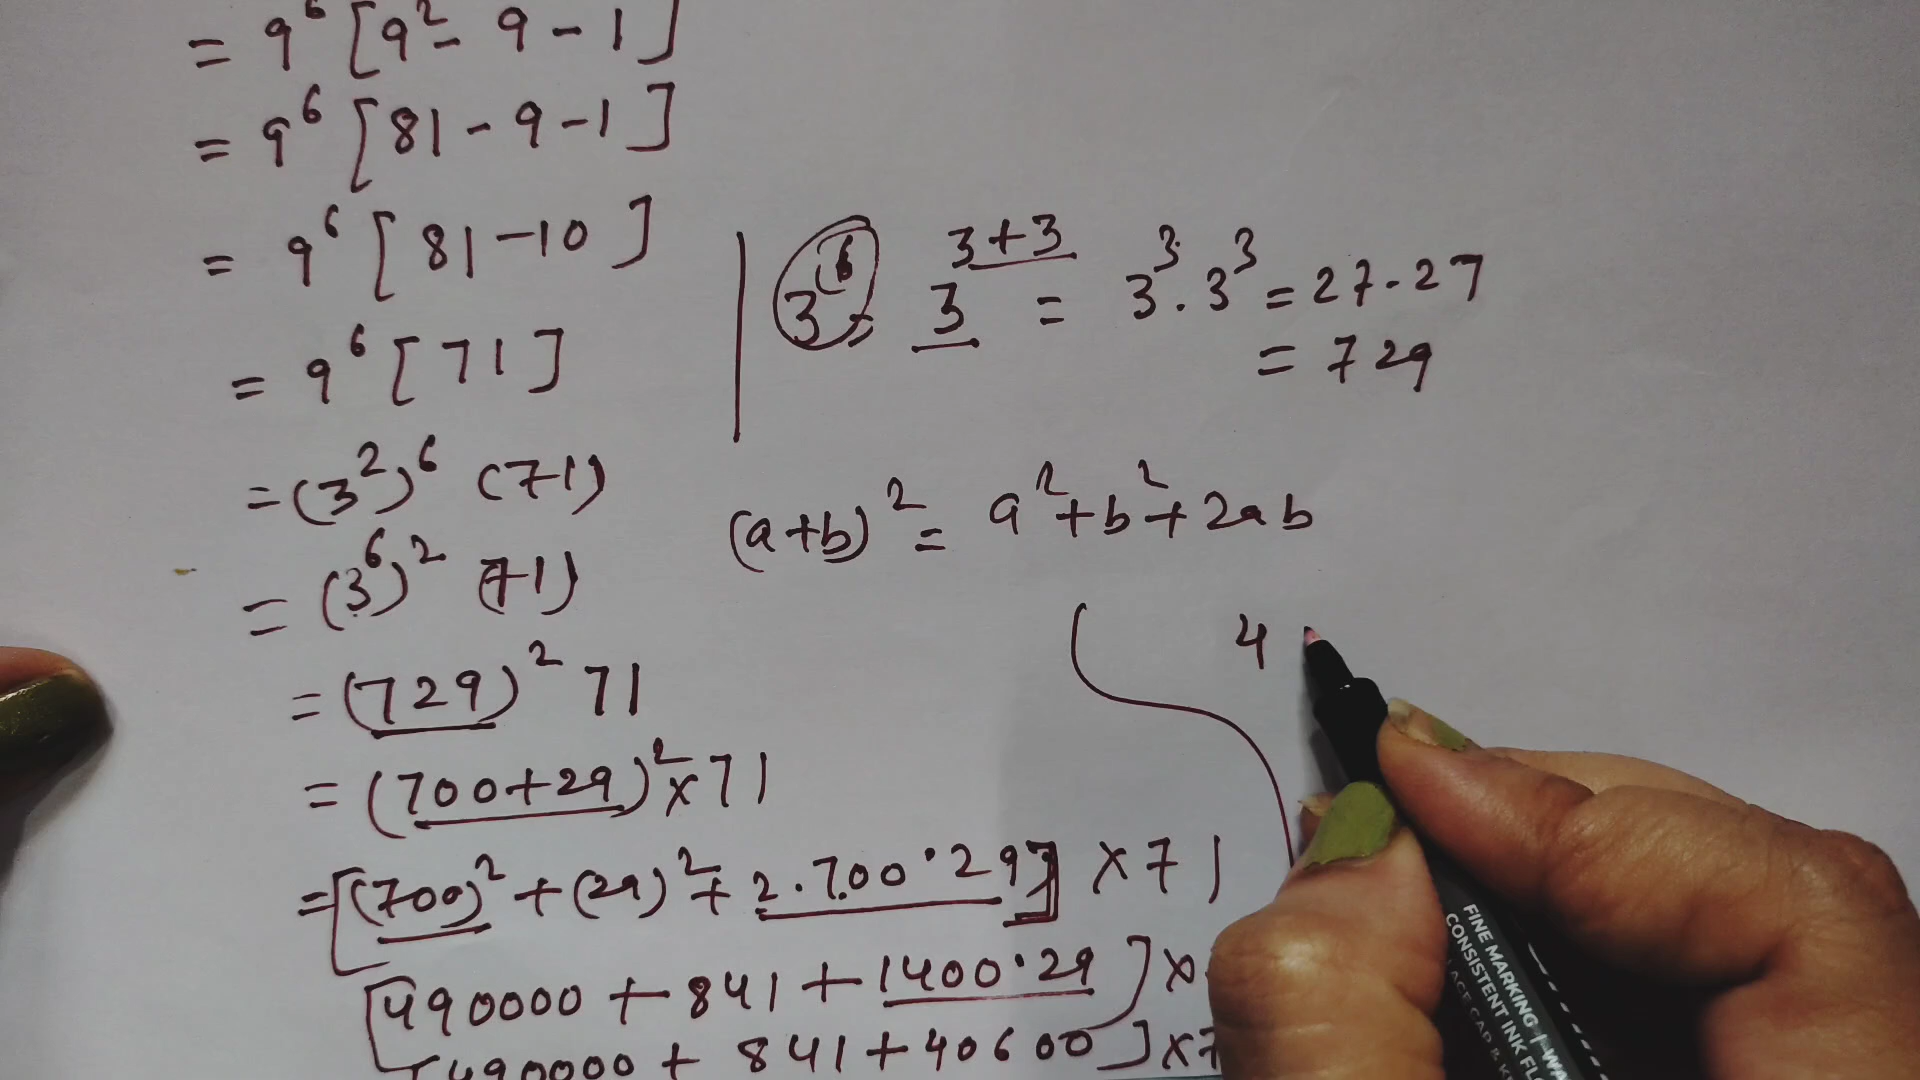 = 9⁶ [9² - 9 - 1]
= 9⁶ [81 - 9 - 1]
= 9⁶ [81 - 10]
= 9⁶ [71]
= (3²)⁶ (71)
= (3⁶)² (71)
= (729)² 71
= (700+29)² × 71
= [(700)² + (29)² + 2.700.29] × 71
[490000 + 841 + 1400.29] ×
[490000 + 841 + 40600] × 7
3⁶ = 3³⁺³ = 3³ . 3³ = 27.27
= 729
(a+b)² = a² + b² + 2ab
4
FINE MARKING | W
CONSISTENT INK FL